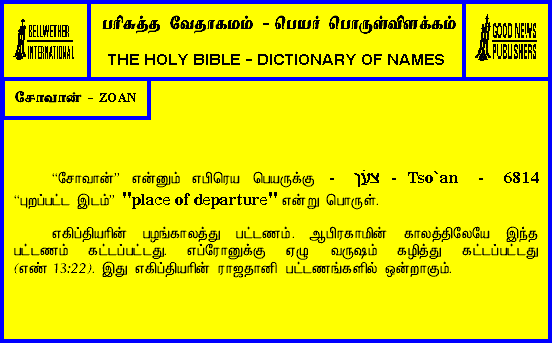 BELLWETHER
INTERNATIONAL
பரிசுத்த வேதாகமம் - பெயர் பொருள்விளக்கம்
THE HOLY BIBLE - DICTIONARY OF NAMES
GOOD NEWS
PUBLISHERS
சோவான் - ZOAN
“சோவான்” என்னும் எபிரெய பெயருக்கு - צֹעַן - Tso`an - 6814
“புறப்பட்ட இடம்” "place of departure" என்று பொருள்.
எகிப்தியரின் பழங்காலத்து பட்டணம். ஆபிரகாமின் காலத்திலேயே இந்த
பட்டணம் கட்டப்பட்டது. எப்ரோனுக்கு ஏழு வருஷம் கழித்து கட்டப்பட்டது
(எண் 13:22). இது எகிப்தியரின் ராஜதானி பட்டணங்களில் ஒன்றாகும்.